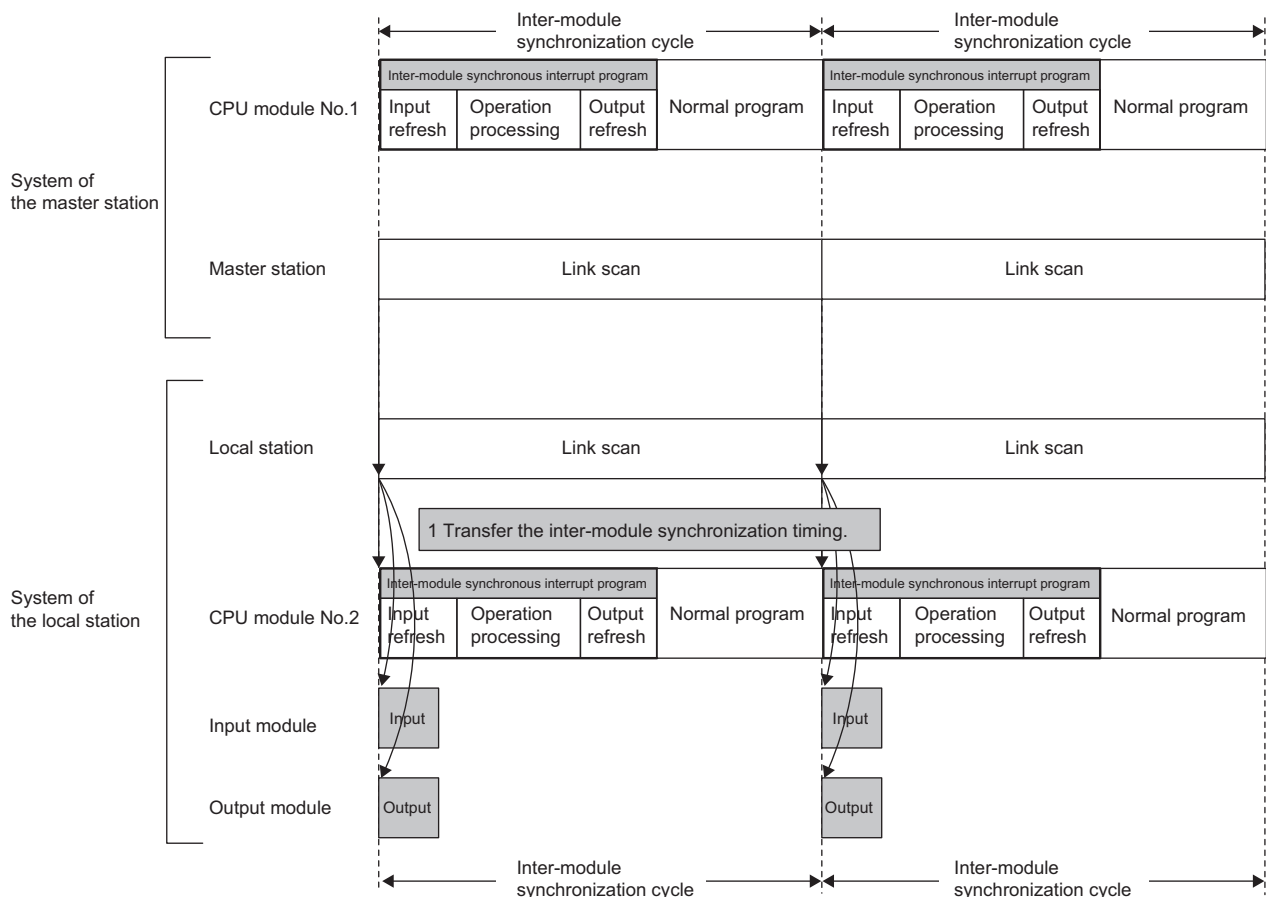 Inter-module
synchronization cycle
Inter-module
synchronization cycle
System of
the master station
CPU module No.1
Inter-module synchronous interrupt program
Input
refresh
Operation
processing
Output
refresh
Normal program
Inter-module synchronous interrupt program
Input
refresh
Operation
processing
Output
refresh
Normal program
Master station
Link scan
Link scan
System of
the local station
Local station
Link scan
Link scan
1 Transfer the inter-module synchronization timing.
CPU module No.2
Inter-module synchronous interrupt program
Input
refresh
Operation
processing
Output
refresh
Normal program
Inter-module synchronous interrupt program
Input
refresh
Operation
processing
Output
refresh
Normal program
Input module
Input
Input
Output module
Output
Output
Inter-module
synchronization cycle
Inter-module
synchronization cycle